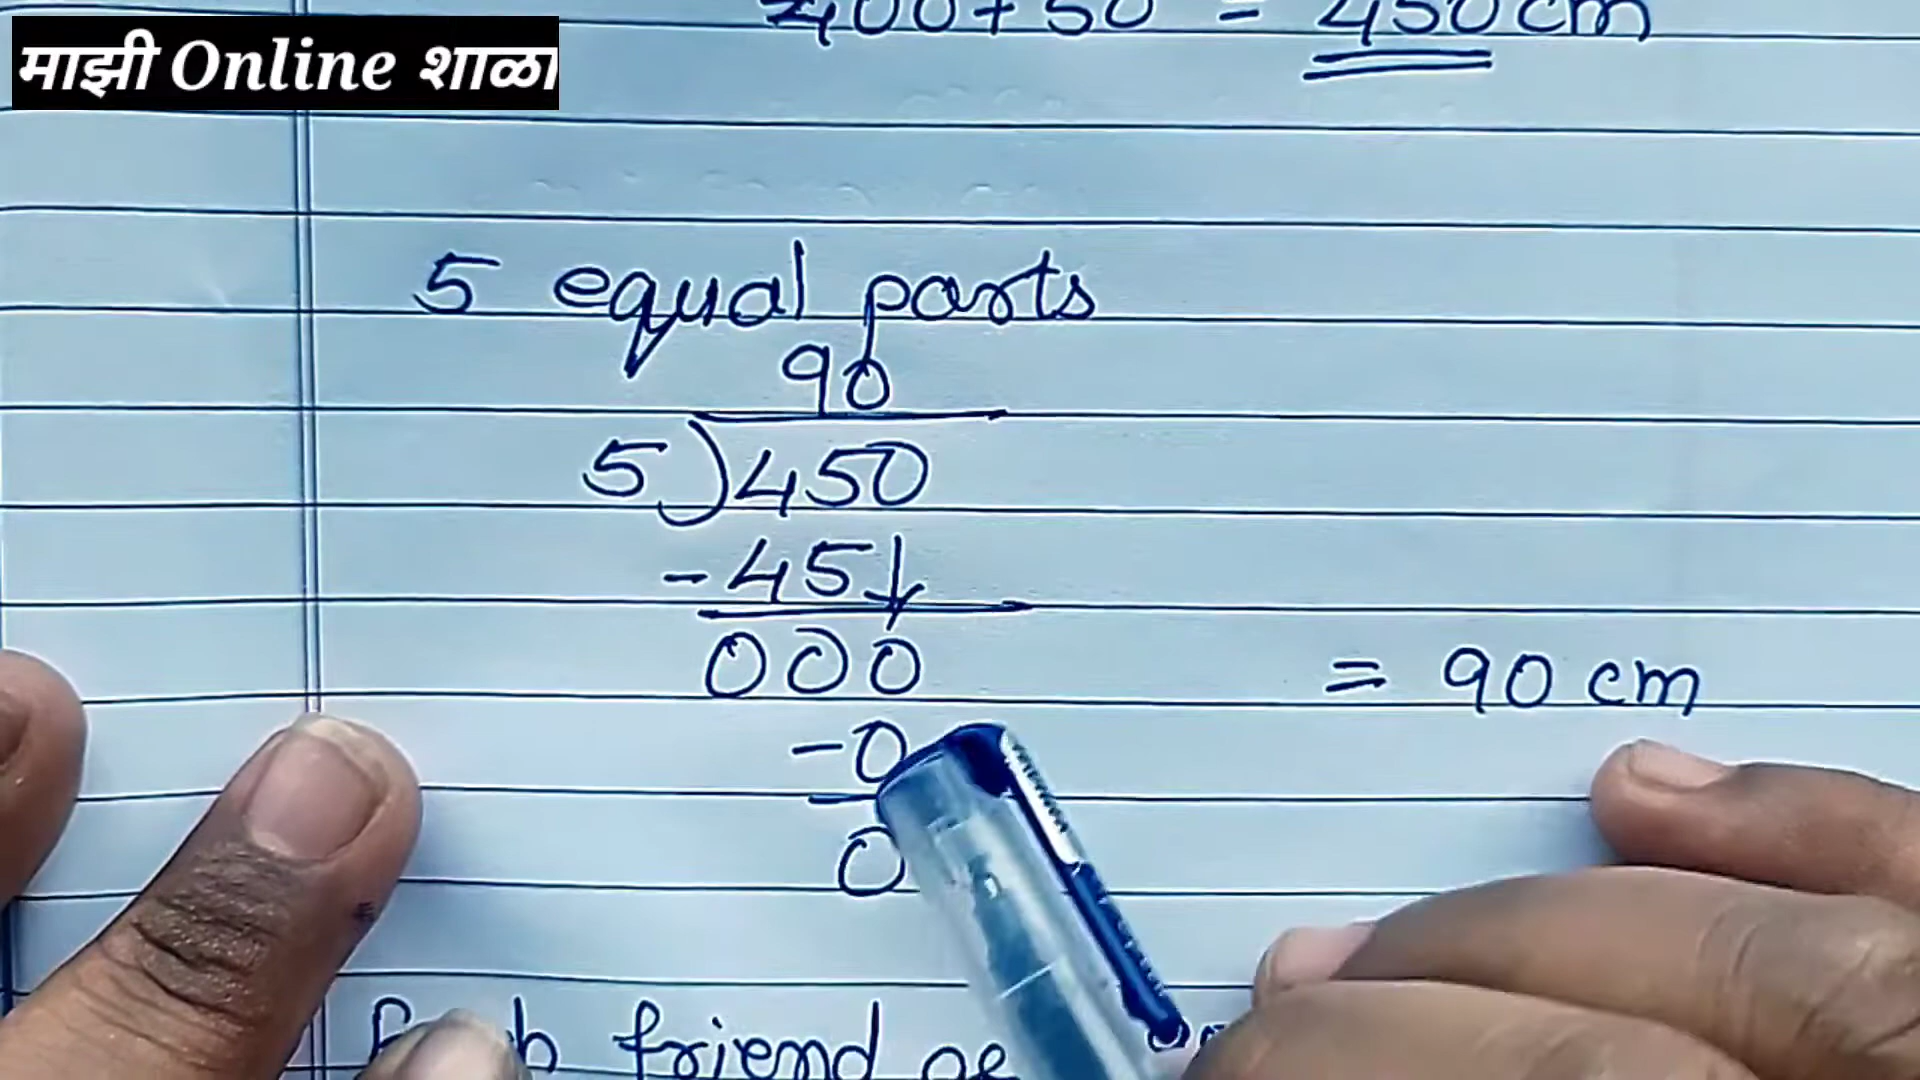 400+50 = 450 cm
माझी Online शाळा
5 equal parts
90
5)450
-45↓
000
= 90 cm
-0
0
friend